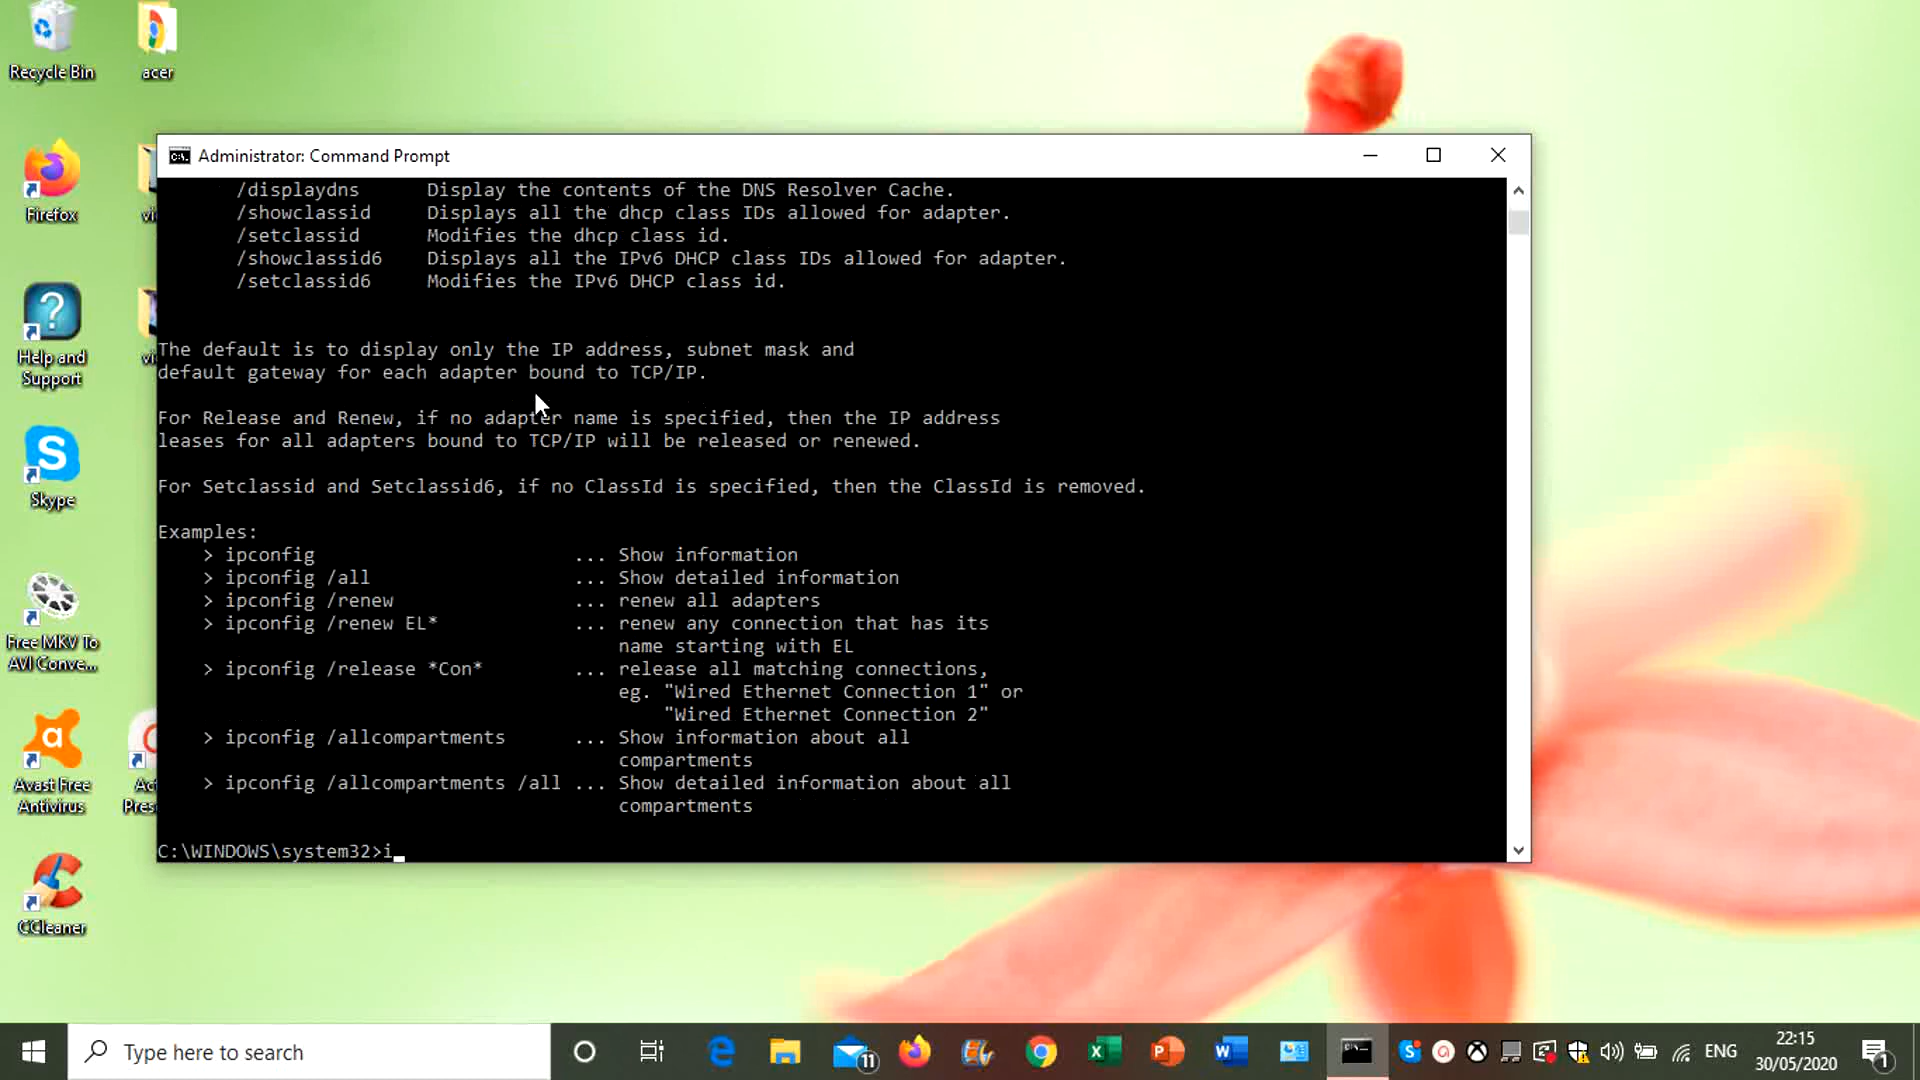 Recycle Bin
acer
Firefox
Help and
Support
Skype
Free MKV To
AVI Conve...
Avast Free
Antivirus
CCleaner
Administrator: Command Prompt
/displaydns Display the contents of the DNS Resolver Cache.
/showclassid Displays all the dhcp class IDs allowed for adapter.
/setclassid Modifies the dhcp class id.
/showclassid6 Displays all the IPv6 DHCP class IDs allowed for adapter.
/setclassid6 Modifies the IPv6 DHCP class id.
The default is to display only the IP address, subnet mask and
default gateway for each adapter bound to TCP/IP.
For Release and Renew, if no adapter name is specified, then the IP address
leases for all adapters bound to TCP/IP will be released or renewed.
For Setclassid and Setclassid6, if no ClassId is specified, then the ClassId is removed.
Examples:
> ipconfig ... Show information
> ipconfig /all ... Show detailed information
> ipconfig /renew ... renew all adapters
> ipconfig /renew EL* ... renew any connection that has its
name starting with EL
> ipconfig /release *Con* ... release all matching connections,
eg. "Wired Ethernet Connection 1" or
"Wired Ethernet Connection 2"
> ipconfig /allcompartments ... Show information about all
compartments
> ipconfig /allcompartments /all ... Show detailed information about all
compartments
C:\WINDOWS\system32>i_
Type here to search
11
ENG
22:15
30/05/2020
1